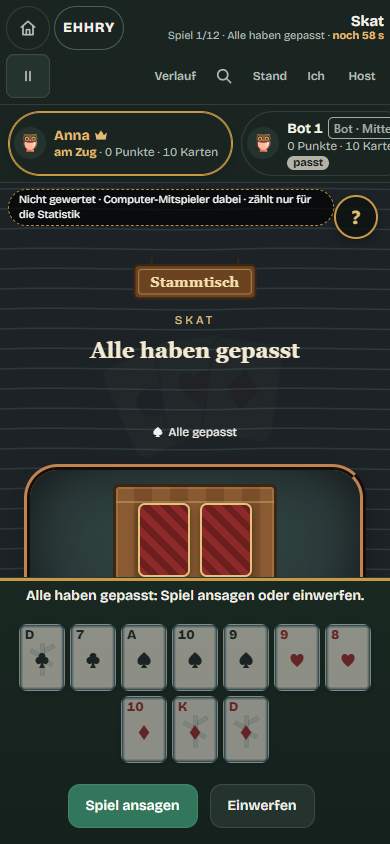 EHHRY
Skat
Spiel 1/12 · Alle haben gepasst · noch 58 s
Verlauf
Stand
Ich
Host
Anna
am Zug · 0 Punkte · 10 Karten
Bot 1
Bot · Mitte
0 Punkte · 10 Kar
passt
Nicht gewertet · Computer-Mitspieler dabei · zählt nur für
die Statistik
?
Stammtisch
SKAT
Alle haben gepasst
♠ Alle gepasst
Alle haben gepasst: Spiel ansagen oder einwerfen.
D 7 A 10 9 9 8
10 K D
Spiel ansagen
Einwerfen